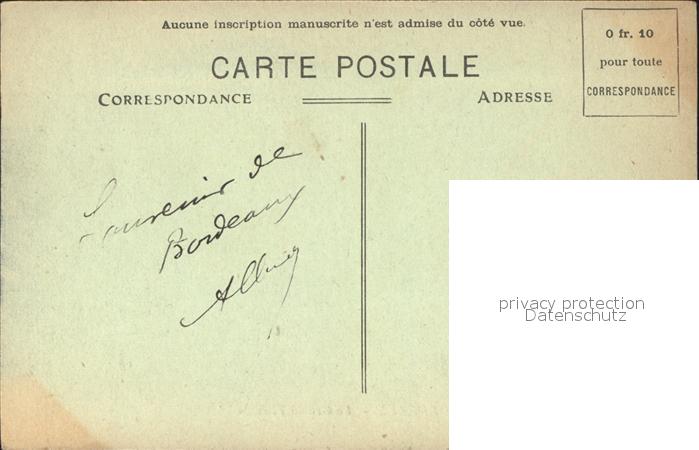 Aucune inscription manuscrite n'est admise du côté vue.
CARTE POSTALE
CORRESPONDANCE
ADRESSE
0 fr. 10
pour toute
CORRESPONDANCE
Souvenir de
Bordeaux
privacy protection
Datenschutz